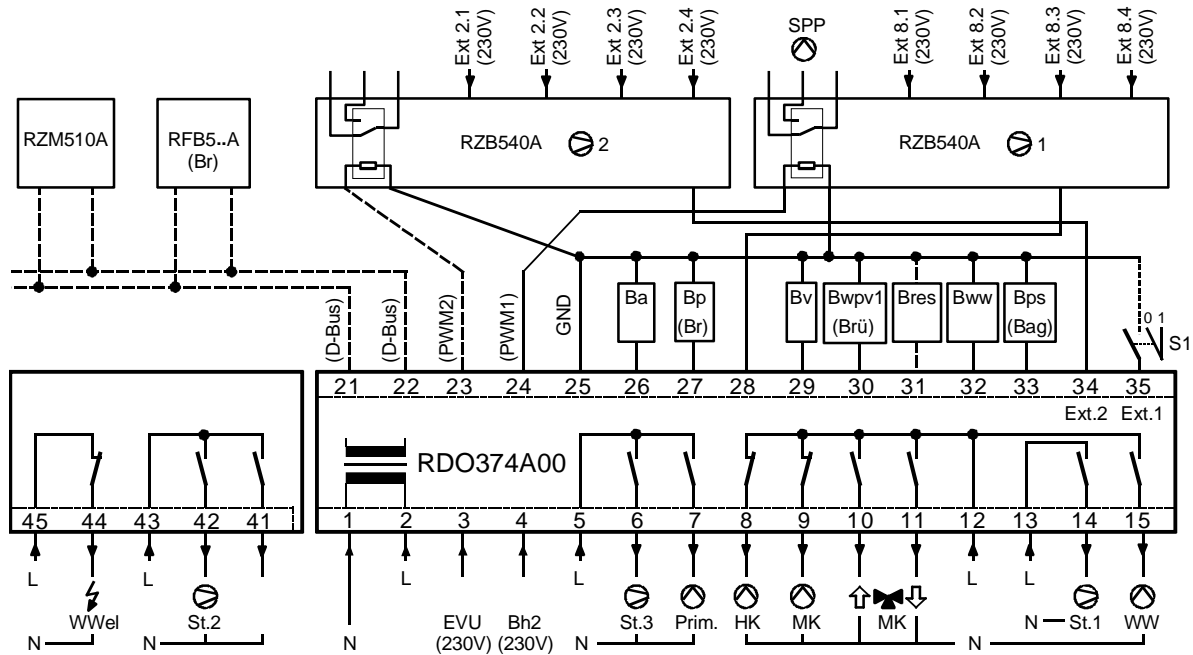 Ext 2.1 (230V)
Ext 2.2 (230V)
Ext 2.3 (230V)
Ext 2.4 (230V)
SPP
Ext 8.1 (230V)
Ext 8.2 (230V)
Ext 8.3 (230V)
Ext 8.4 (230V)
RZM510A
RFB5..A
(Br)
RZB540A 2
RZB540A 1
(D-Bus)
(D-Bus)
(PWM2)
(PWM1)
GND
Ba
Bp
(Br)
Bv
Bwpv1
(Brü)
Bres
Bww
Bps
(Bag)
0 1
S1
21 22 23 24 25 26 27 28 29 30 31 32 33 34 35
Ext.2 Ext.1
RDO374A00
45 44 43 42 41
1 2 3 4 5 6 7 8 9 10 11 12 13 14 15
L L L L L L
WWel St.2
N N N
EVU
(230V)
Bh2
(230V)
N St.3 Prim. HK MK MK N N St.1 WW